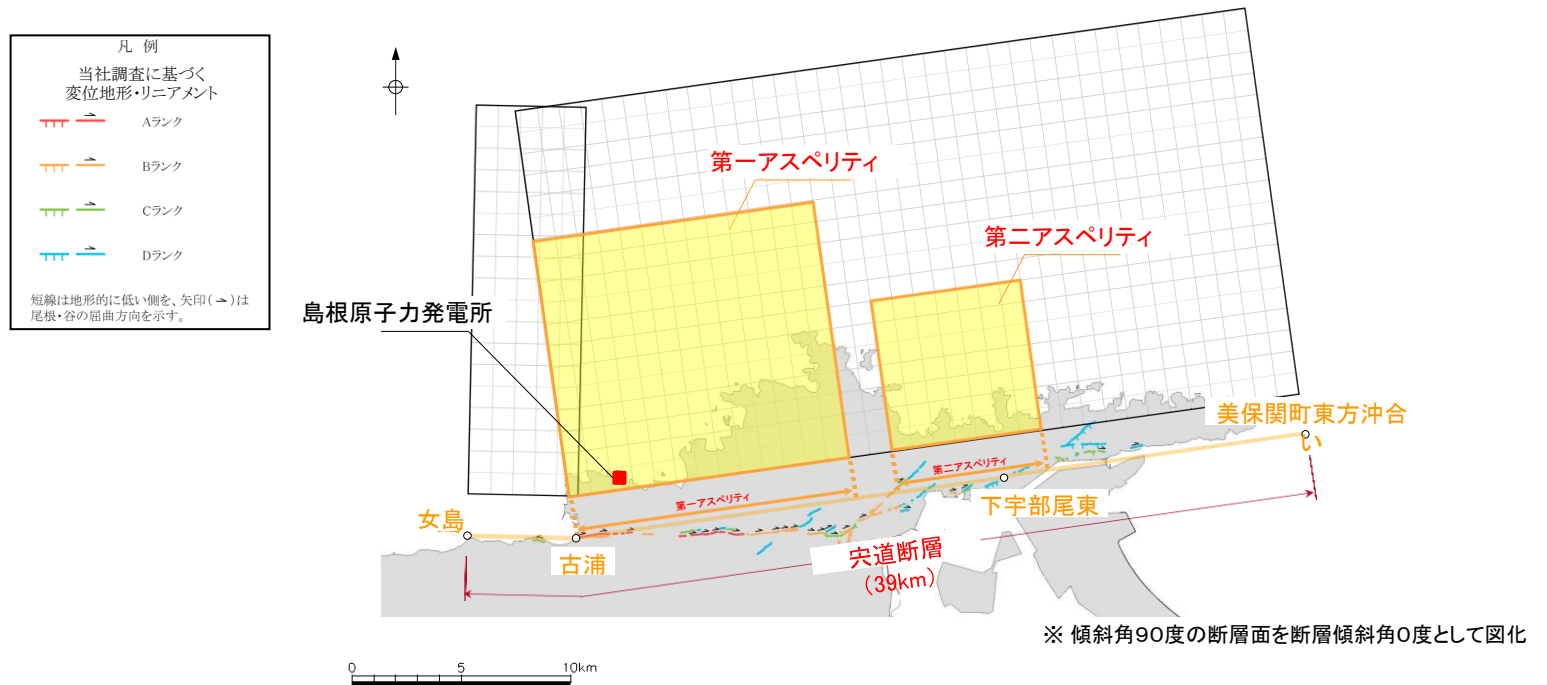 凡 例
当社調査に基づく
変位地形・リニアメント
Aランク
Bランク
Cランク
Dランク
短線は地形的に低い側を、矢印(⇀)は
尾根・谷の屈曲方向を示す。
第一アスペリティ
第二アスペリティ
島根原子力発電所
美保関町東方沖合
い
第二アスペリティ
第一アスペリティ
下宇部尾東
女島
古浦
宍道断層
(39km)
※ 傾斜角90度の断層面を断層傾斜角0度として図化
0 5 10km